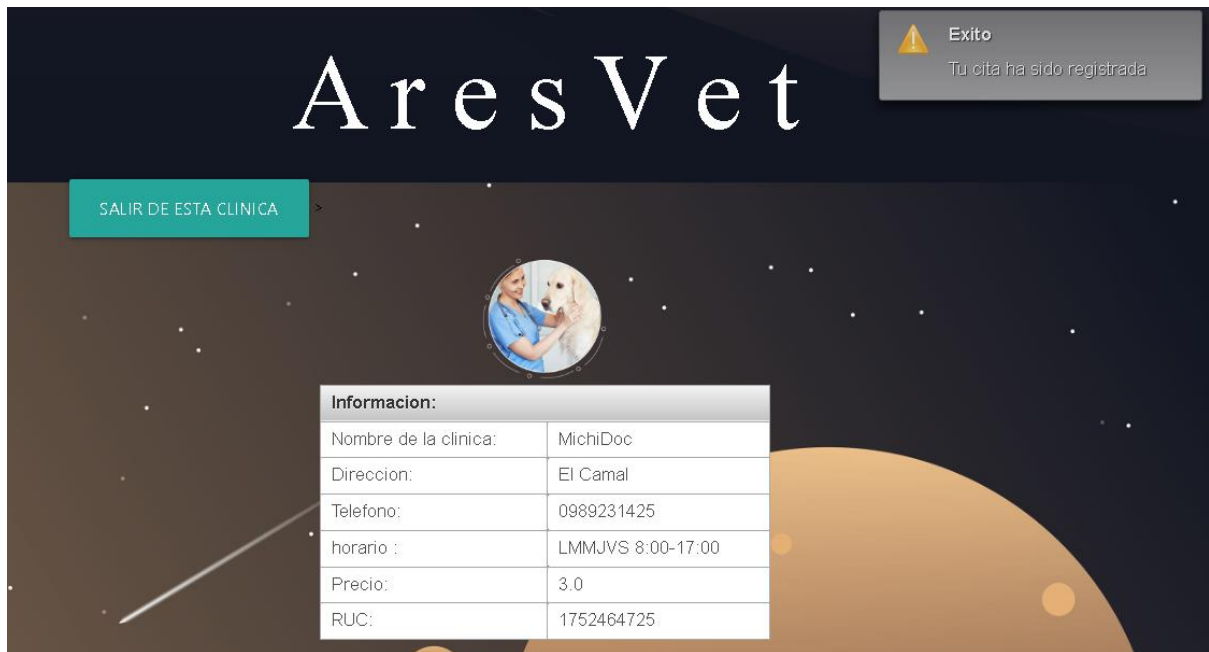 AresVet
Exito
Tu cita ha sido registrada
SALIR DE ESTA CLINICA >
Informacion:
Nombre de la clinica: MichiDoc
Direccion: El Camal
Telefono: 0989231425
horario : LMMJVS 8:00-17:00
Precio: 3.0
RUC: 1752464725